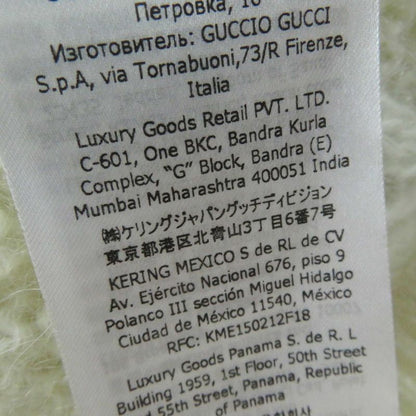 Петровка, 16
Изготовитель: GUCCIO GUCCI
S.p.A, via Tornabuoni,73/R Firenze,
Italia
Luxury Goods Retail PVT. LTD.
C-601, One BKC, Bandra Kurla
Complex, "G" Block, Bandra (E)
Mumbai Maharashtra 400051 India
㈱ケリングジャパングッチディビジョン
東京都港区北青山3丁目6番7号
KERING MEXICO S de RL de CV
Av. Ejército Nacional 676, piso 9
Polanco III sección Miguel Hidalgo
Ciudad de México 11540, México
RFC: KME150212F18
Luxury Goods Panama S. de R. L
Building 1959, 1st Floor, 50th Street
d 55th Street, Panama, Republic
of Panama